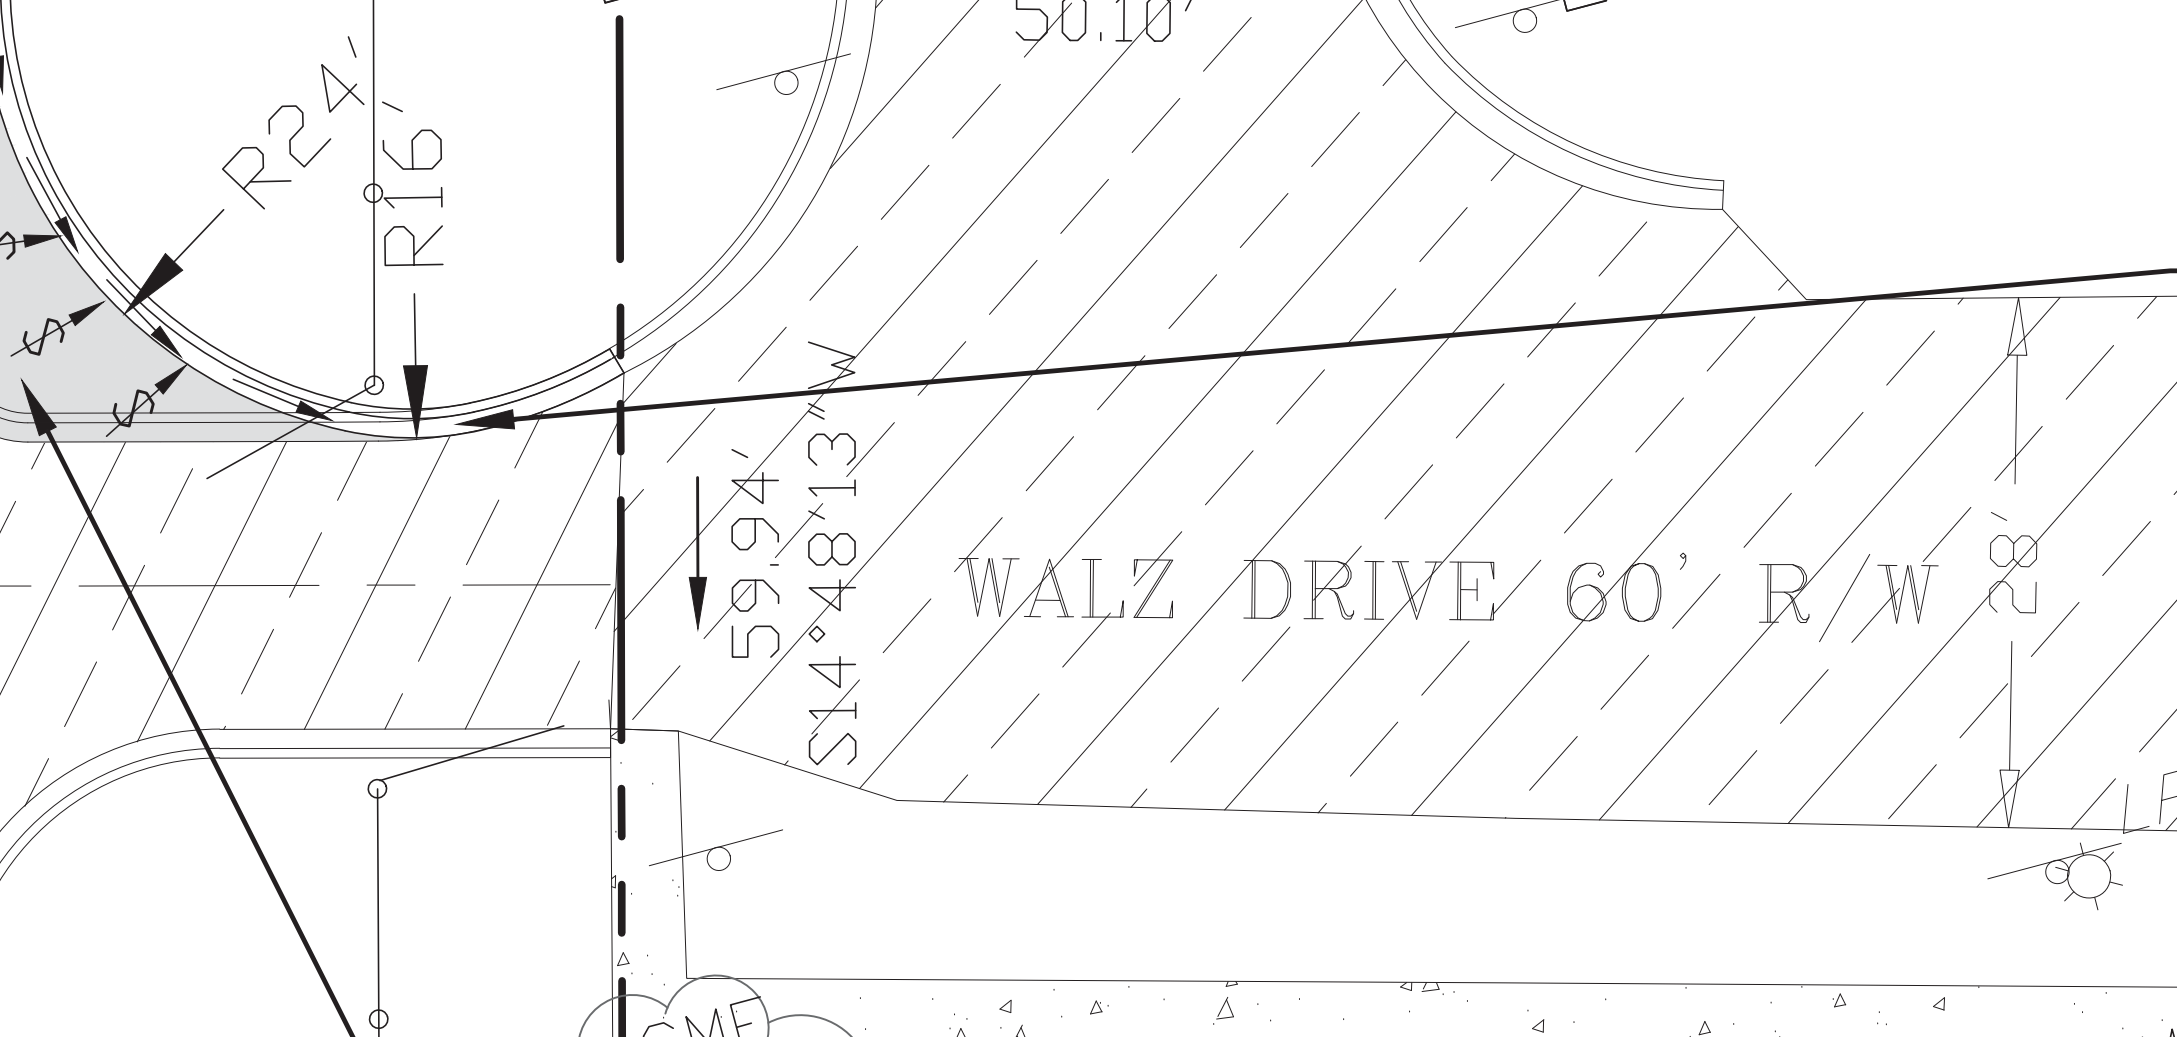 50.10'
R24'
R16'
S
S
59.94'
S14°48'13"W
WALZ DRIVE 60' R/W
28'